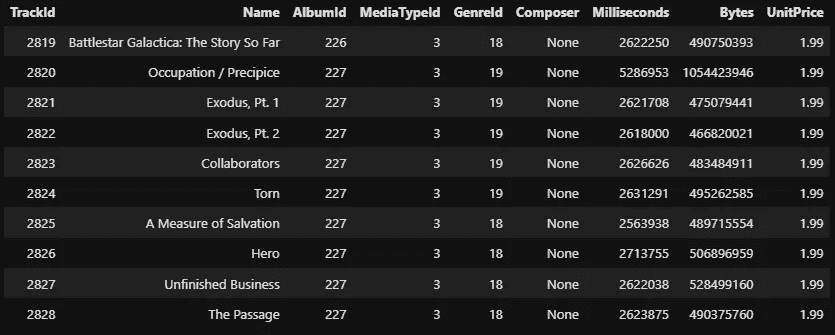 TrackId Name AlbumId MediaTypeId GenreId Composer Milliseconds Bytes UnitPrice
2819 Battlestar Galactica: The Story So Far 226 3 18 None 2622250 490750393 1.99
2820 Occupation / Precipice 227 3 19 None 5286953 1054423946 1.99
2821 Exodus, Pt. 1 227 3 19 None 2621708 475079441 1.99
2822 Exodus, Pt. 2 227 3 19 None 2618000 466820021 1.99
2823 Collaborators 227 3 19 None 2626626 483484911 1.99
2824 Torn 227 3 19 None 2631291 495262585 1.99
2825 A Measure of Salvation 227 3 18 None 2563938 489715554 1.99
2826 Hero 227 3 18 None 2713755 506896959 1.99
2827 Unfinished Business 227 3 18 None 2622038 528499160 1.99
2828 The Passage 227 3 18 None 2623875 490375760 1.99